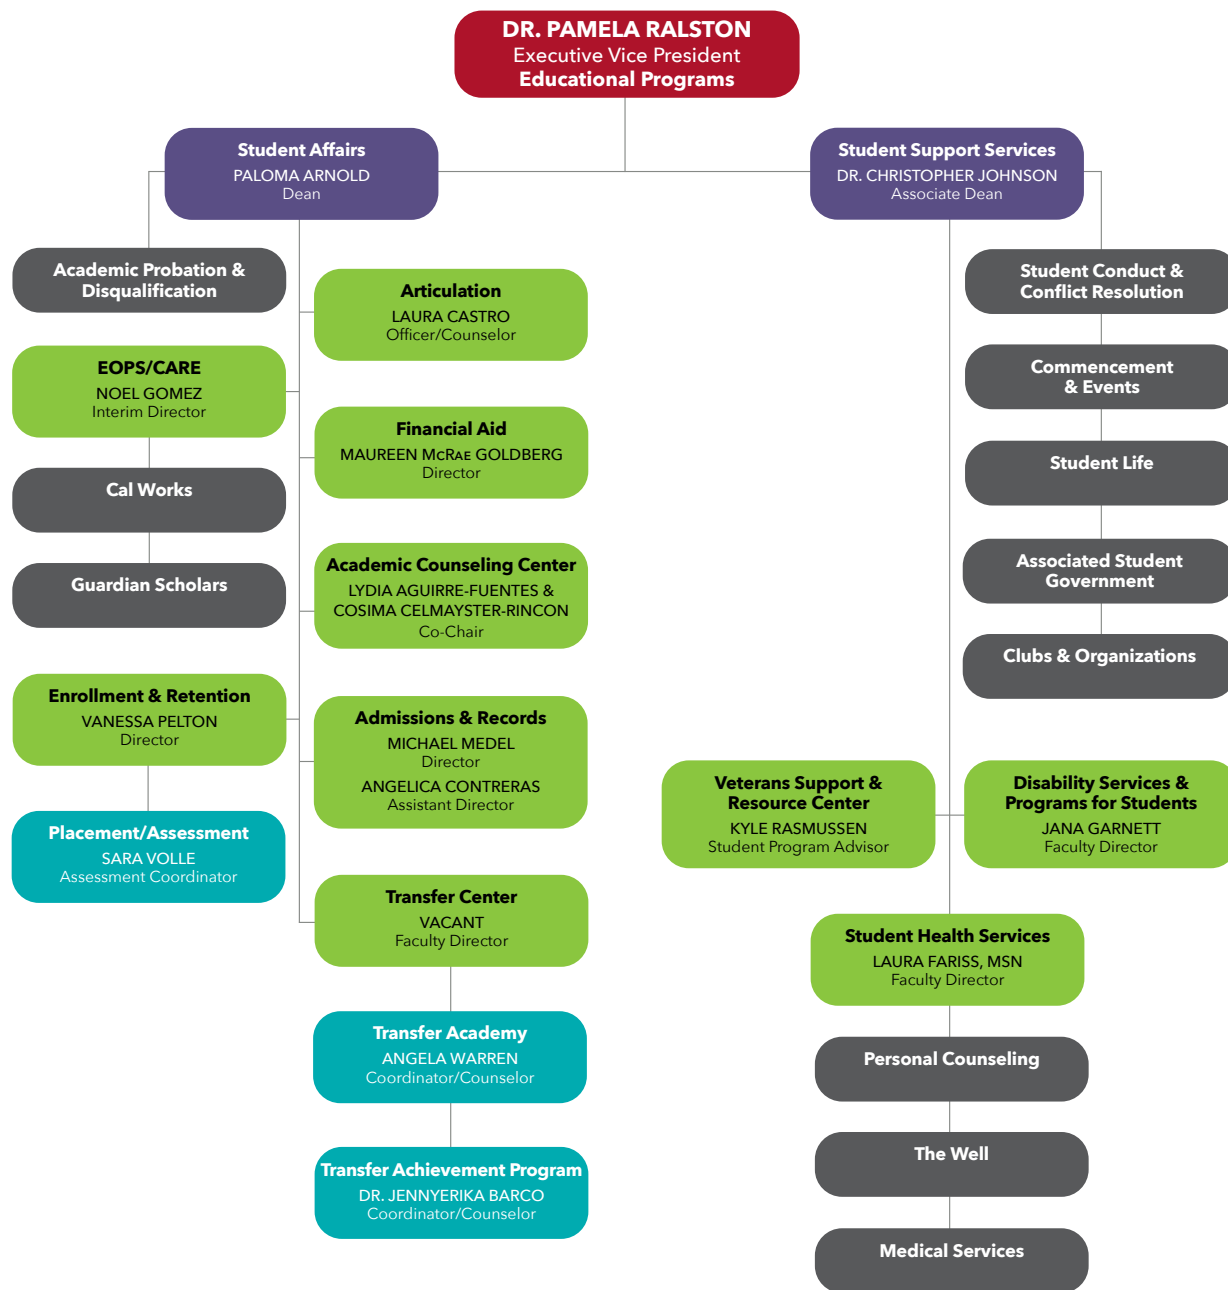 DR. PAMELA RALSTON
Executive Vice President
Educational Programs
Student Affairs
PALOMA ARNOLD
Dean
Student Support Services
DR. CHRISTOPHER JOHNSON
Associate Dean
Academic Probation &
Disqualification
EOPS/CARE
NOEL GOMEZ
Interim Director
Cal Works
Guardian Scholars
Enrollment & Retention
VANESSA PELTON
Director
Placement/Assessment
SARA VOLLE
Assessment Coordinator
Articulation
LAURA CASTRO
Officer/Counselor
Financial Aid
MAUREEN McRAE GOLDBERG
Director
Academic Counseling Center
LYDIA AGUIRRE-FUENTES &
COSIMA CELMAYSTER-RINCON
Co-Chair
Admissions & Records
MICHAEL MEDEL
Director
ANGELICA CONTRERAS
Assistant Director
Transfer Center
VACANT
Faculty Director
Transfer Academy
ANGELA WARREN
Coordinator/Counselor
Transfer Achievement Program
DR. JENNYERIKA BARCO
Coordinator/Counselor
Student Conduct &
Conflict Resolution
Commencement
& Events
Student Life
Associated Student
Government
Clubs & Organizations
Veterans Support &
Resource Center
KYLE RASMUSSEN
Student Program Advisor
Disability Services &
Programs for Students
JANA GARNETT
Faculty Director
Student Health Services
LAURA FARISS, MSN
Faculty Director
Personal Counseling
The Well
Medical Services